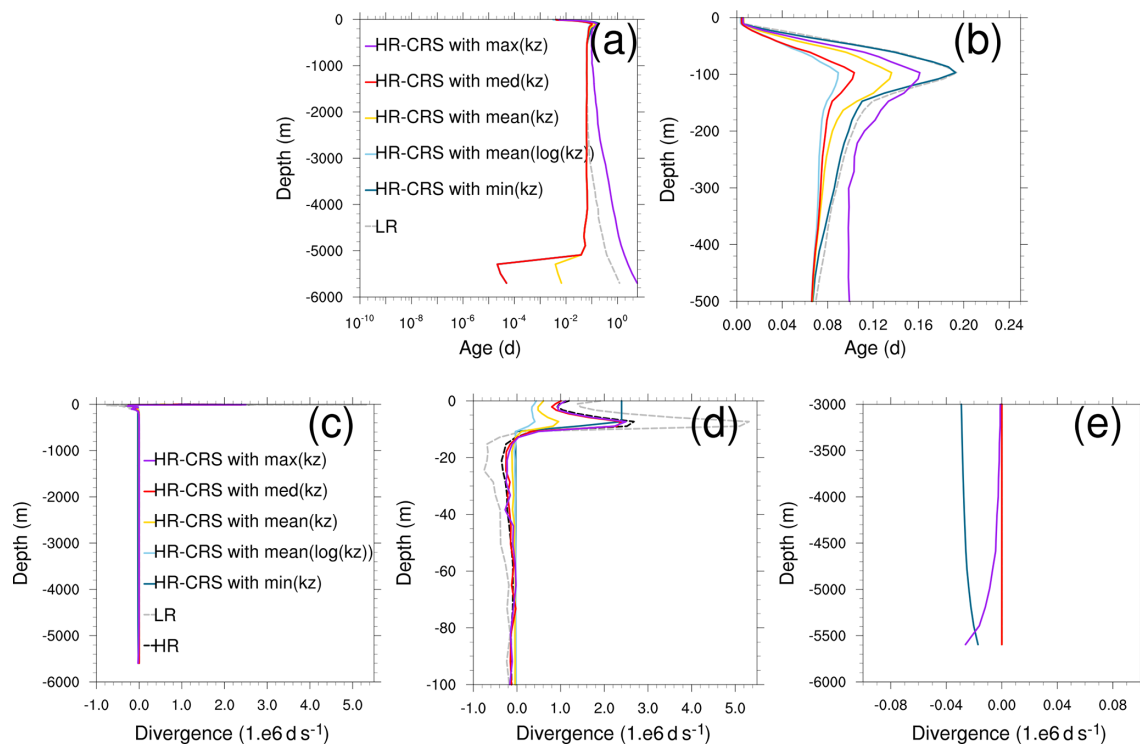 (a)
0
-1000
-2000
-3000
-4000
-5000
-6000
Depth (m)
HR-CRS with max(kz)
HR-CRS with med(kz)
HR-CRS with mean(kz)
HR-CRS with mean(log(kz))
HR-CRS with min(kz)
LR
10^-10 10^-6 10^-4 10^-2 10^0
Age (d)
(b)
0
-100
-200
-300
-400
-500
Depth (m)
0.00 0.04 0.08 0.12 0.16 0.20 0.24
Age (d)
(c)
0
-1000
-2000
-3000
-4000
-5000
-6000
Depth (m)
HR-CRS with max(kz)
HR-CRS with med(kz)
HR-CRS with mean(kz)
HR-CRS with mean(log(kz))
HR-CRS with min(kz)
LR
HR
-1.0 0.0 1.0 2.0 3.0 4.0 5.0
Divergence (1.e6 d s^-1)
(d)
0
-20
-40
-60
-80
-100
Depth (m)
-1.0 0.0 1.0 2.0 3.0 4.0 5.0
Divergence (1.e6 d s^-1)
(e)
-3000
-3500
-4000
-4500
-5000
-5500
-6000
Depth (m)
-0.08 -0.04 0.00 0.04 0.08
Divergence (1.e6 d s^-1)